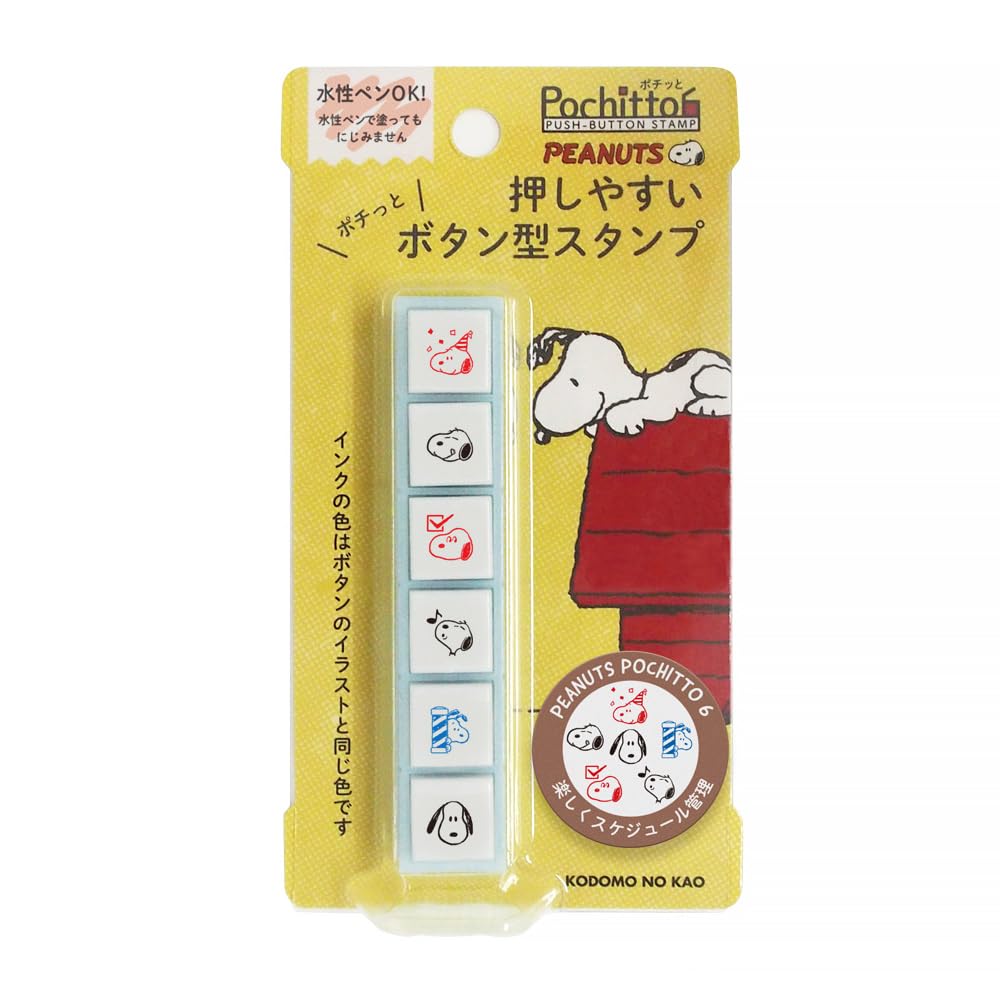 水性ペンOK!
水性ペンで塗っても
にじみません
ポチッと
Pochitto6
PUSH-BUTTON STAMP
PEANUTS
ポチっと
押しやすい
ボタン型スタンプ
インクの色はボタンのイラストと同じ色です
PEANUTS POCHITTO 6
楽しくスケジュール管理
KODOMO NO KAO